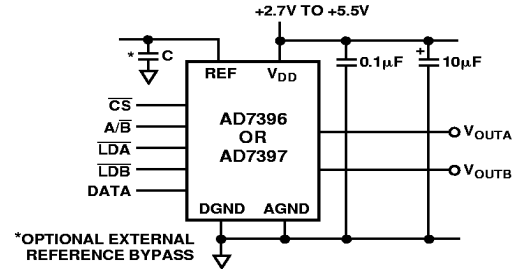 +2.7V TO +5.5V
* C
REF VDD
0.1μF
+ 10μF
CS
A/B
LDA
LDB
DATA
AD7396
OR
AD7397
VOUTA
VOUTB
DGND AGND
*OPTIONAL EXTERNAL
REFERENCE BYPASS